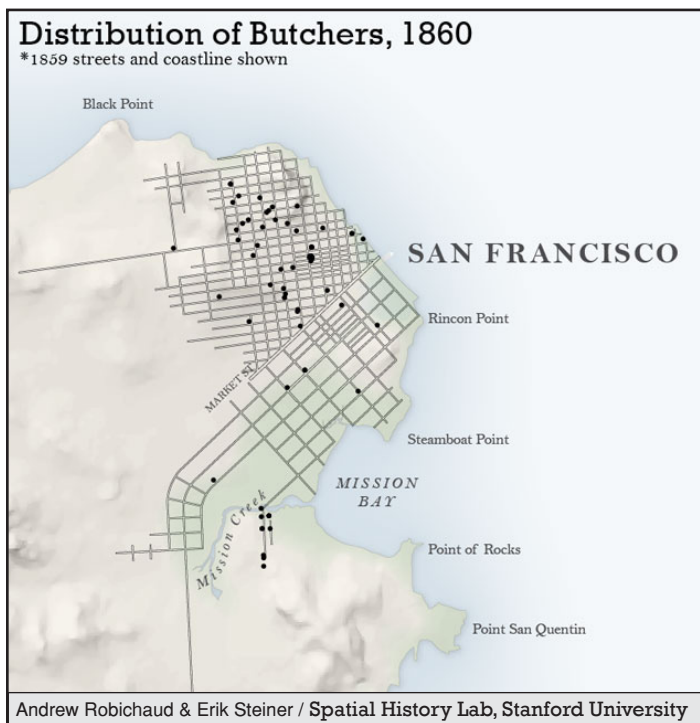 Distribution of Butchers, 1860
*1859 streets and coastline shown
Black Point
SAN FRANCISCO
Rincon Point
MARKET ST
Steamboat Point
MISSION
BAY
Mission Creek
Point of Rocks
Point San Quentin
Andrew Robichaud & Erik Steiner / Spatial History Lab, Stanford University